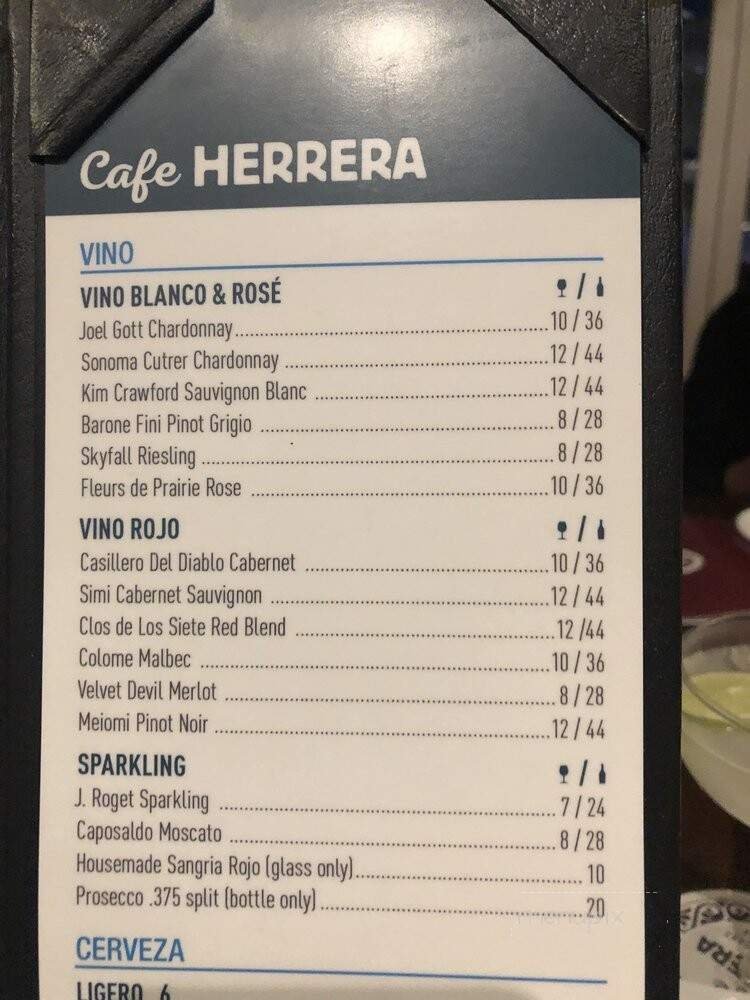 Cafe HERRERA
VINO
VINO BLANCO & ROSÉ /
Joel Gott Chardonnay 10 / 36
Sonoma Cutrer Chardonnay 12 / 44
Kim Crawford Sauvignon Blanc 12 / 44
Barone Fini Pinot Grigio 8 / 28
Skyfall Riesling 8 / 28
Fleurs de Prairie Rose 10 / 36
VINO ROJO /
Casillero Del Diablo Cabernet 10 / 36
Simi Cabernet Sauvignon 12 / 44
Clos de Los Siete Red Blend 12 /44
Colome Malbec 10 / 36
Velvet Devil Merlot 8 / 28
Meiomi Pinot Noir 12 / 44
SPARKLING /
J. Roget Sparkling 7 / 24
Caposaldo Moscato 8 / 28
Housemade Sangria Rojo (glass only) 10
Prosecco .375 split (bottle only) 20
CERVEZA
LIGERO 6